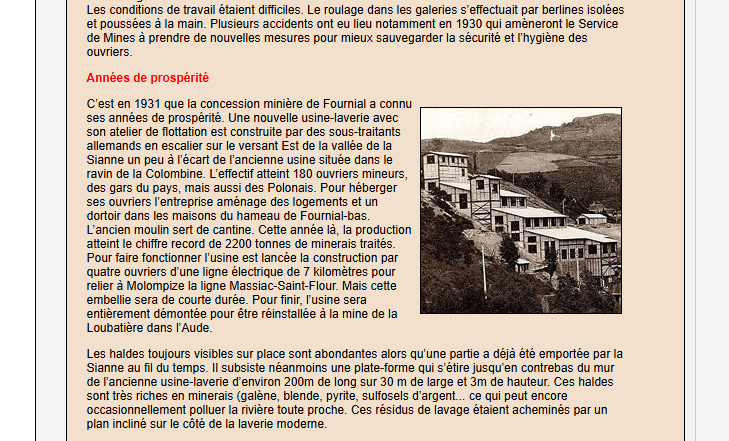 Les conditions de travail étaient difficiles. Le roulage dans les galeries s’effectuait par berlines isolées
et poussées à la main. Plusieurs accidents ont eu lieu notamment en 1930 qui amèneront le Service
de Mines à prendre de nouvelles mesures pour mieux sauvegarder la sécurité et l’hygiène des
ouvriers.
Années de prospérité
C’est en 1931 que la concession minière de Fournial a connu
ses années de prospérité. Une nouvelle usine-laverie avec
son atelier de flottation est construite par des sous-traitants
allemands en escalier sur le versant Est de la vallée de la
Sianne un peu à l’écart de l’ancienne usine située dans le
ravin de la Colombine. L’effectif atteint 180 ouvriers mineurs,
des gars du pays, mais aussi des Polonais. Pour héberger
ses ouvriers l’entreprise aménage des logements et un
dortoir dans les maisons du hameau de Fournial-bas.
L’ancien moulin sert de cantine. Cette année là, la production
atteint le chiffre record de 2200 tonnes de minerais traités.
Pour faire fonctionner l’usine est lancée la construction par
quatre ouvriers d’une ligne électrique de 7 kilomètres pour
relier à Molompize la ligne Massiac-Saint-Flour. Mais cette
embellie sera de courte durée. Pour finir, l’usine sera
entièrement démontée pour être réinstallée à la mine de la
Loubatière dans l’Aude.
Les haldes toujours visibles sur place sont abondantes alors qu’une partie a déjà été emportée par la
Sianne au fil du temps. Il subsiste néanmoins une plate-forme qui s’étire jusqu’en contrebas du mur
de l’ancienne usine-laverie d’environ 200m de long sur 30 m de large et 3m de hauteur. Ces haldes
sont très riches en minerais (galène, blende, pyrite, sulfosels d’argent... ce qui peut encore
occasionnellement polluer la rivière toute proche. Ces résidus de lavage étaient acheminés par un
plan incliné sur le côté de la laverie moderne.